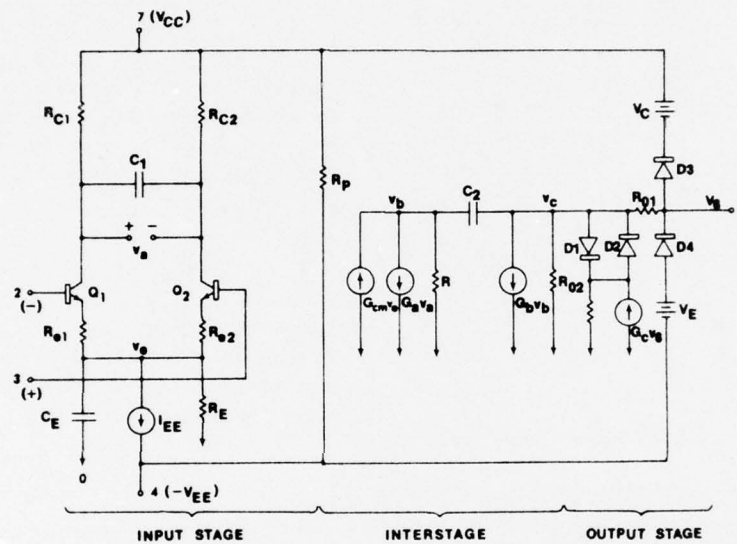 7 (VCC)
RC1
RC2
C1
+ va -
Rp
VC
D3
vb
C2
vc
R01
V6
D1
D2
D4
2 (-)
Q1
Q2
Gcmve
Gava
R
Gbvb
R02
Gcv6
VE
Re1
ve
Re2
3 (+)
CE
IEE
RE
0
4 (-VEE)
INPUT STAGE
INTERSTAGE
OUTPUT STAGE